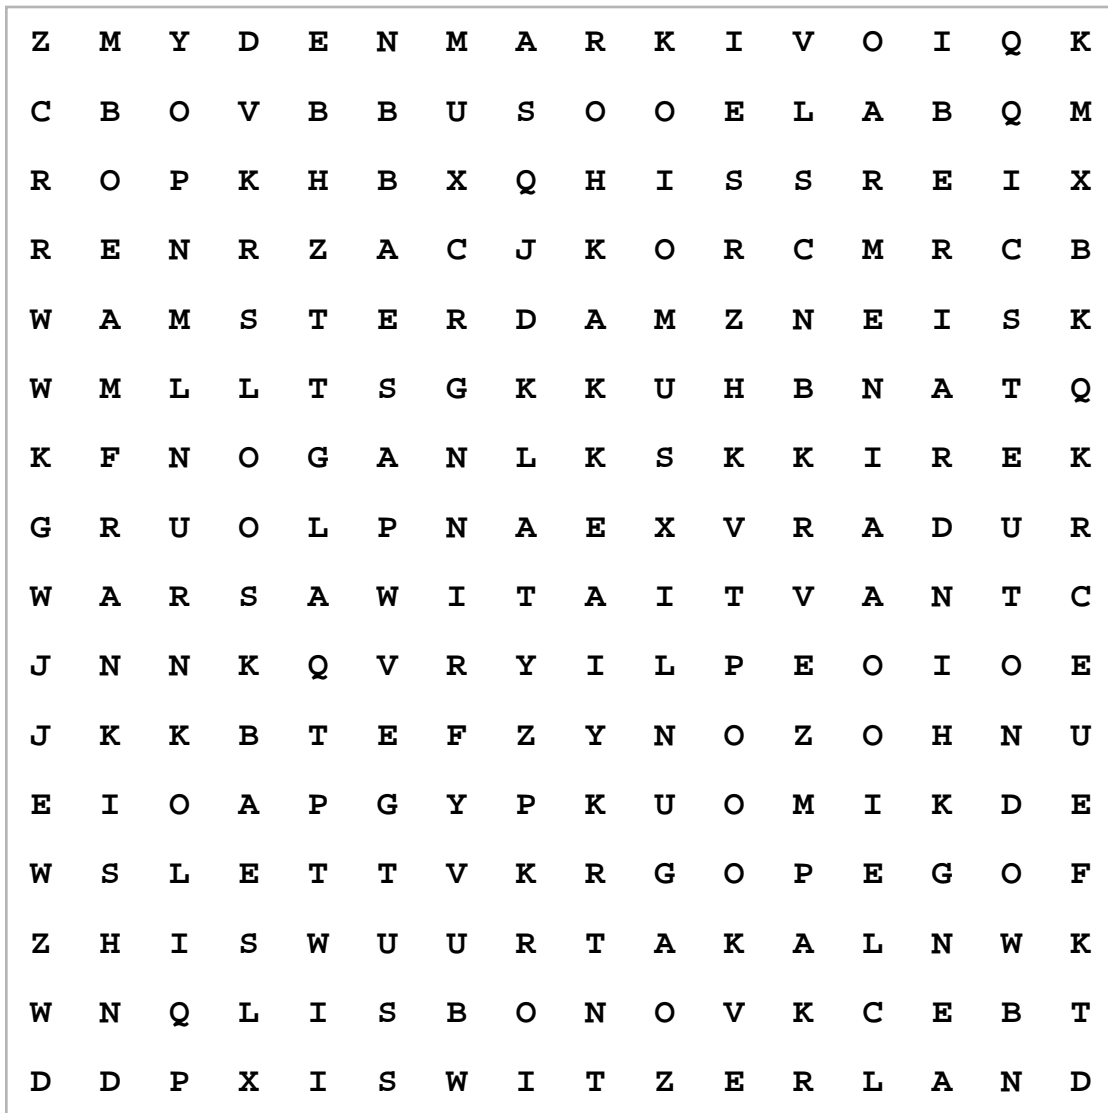 Z M Y D E N M A R K I V O I Q K
C B O V B B U S O O E L A B Q M
R O P K H B X Q H I S S R E I X
R E N R Z A C J K O R C M R C B
W A M S T E R D A M Z N E I S K
W M L L T S G K K U H B N A T Q
K F N O G A N L K S K K I R E K
G R U O L P N A E X V R A D U R
W A R S A W I T A I T V A N T C
J N N K Q V R Y I L P E O I O E
J K K B T E F Z Y N O Z O H N U
E I O A P G Y P K U O M I K D E
W S L E T T V K R G O P E G O F
Z H I S W U U R T A K A L N W K
W N Q L I S B O N O V K C E B T
D D P X I S W I T Z E R L A N D